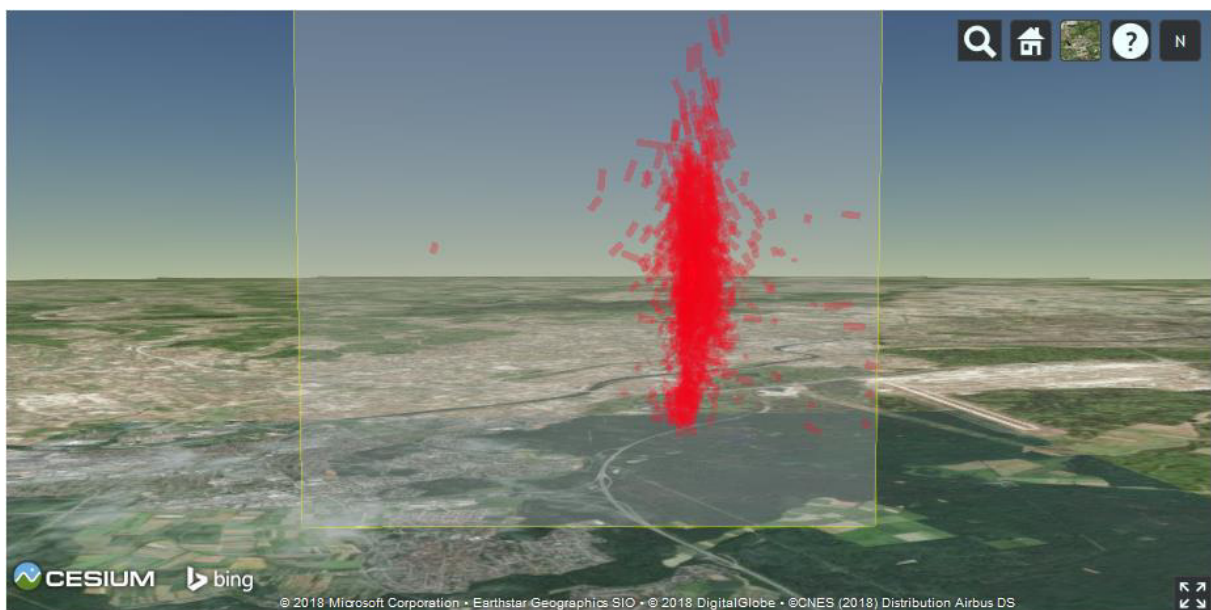 ?
N
CESIUM
bing
© 2018 Microsoft Corporation • Earthstar Geographics SIO • © 2018 DigitalGlobe • ©CNES (2018) Distribution Airbus DS